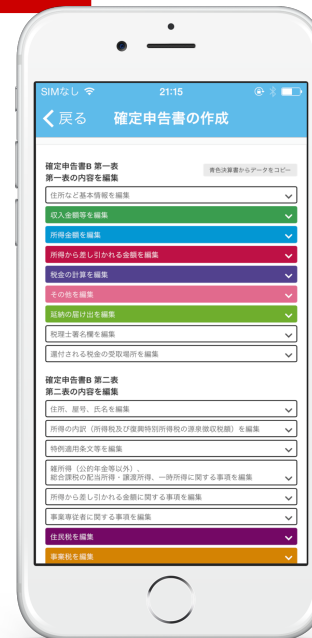 SIMなし 21:15
戻る 確定申告書の作成
確定申告書B 第一表
第一表の内容を編集
青色決算書からデータをコピー
住所など基本情報を編集
収入金額等を編集
所得金額を編集
所得から差し引かれる金額を編集
税金の計算を編集
その他を編集
延納の届け出を編集
税理士署名欄を編集
還付される税金の受取場所を編集
確定申告書B 第二表
第二表の内容を編集
住所、屋号、氏名を編集
所得の内訳（所得税及び復興特別所得税の源泉徴収税額）を編集
特例適用条文等を編集
雑所得（公的年金等以外）、
総合課税の配当所得・譲渡所得、一時所得に関する事項を編集
所得から差し引かれる金額に関する事項を編集
事業専従者に関する事項を編集
住民税を編集
事業税を編集